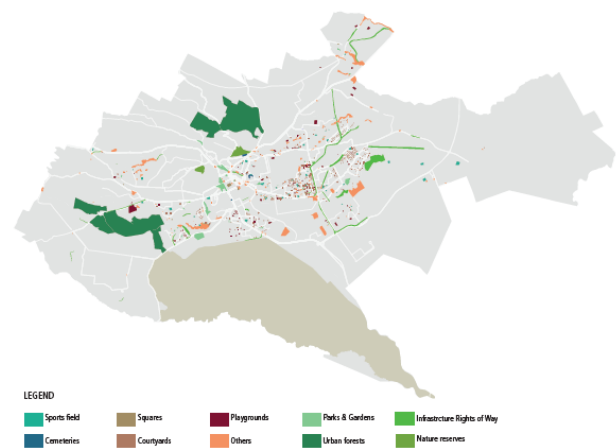 LEGEND
Sports field Squares Playgrounds Parks & Gardens Infrastrcture Rights of Way
Cemeteries Courtyards Others Urban forests Nature reserves